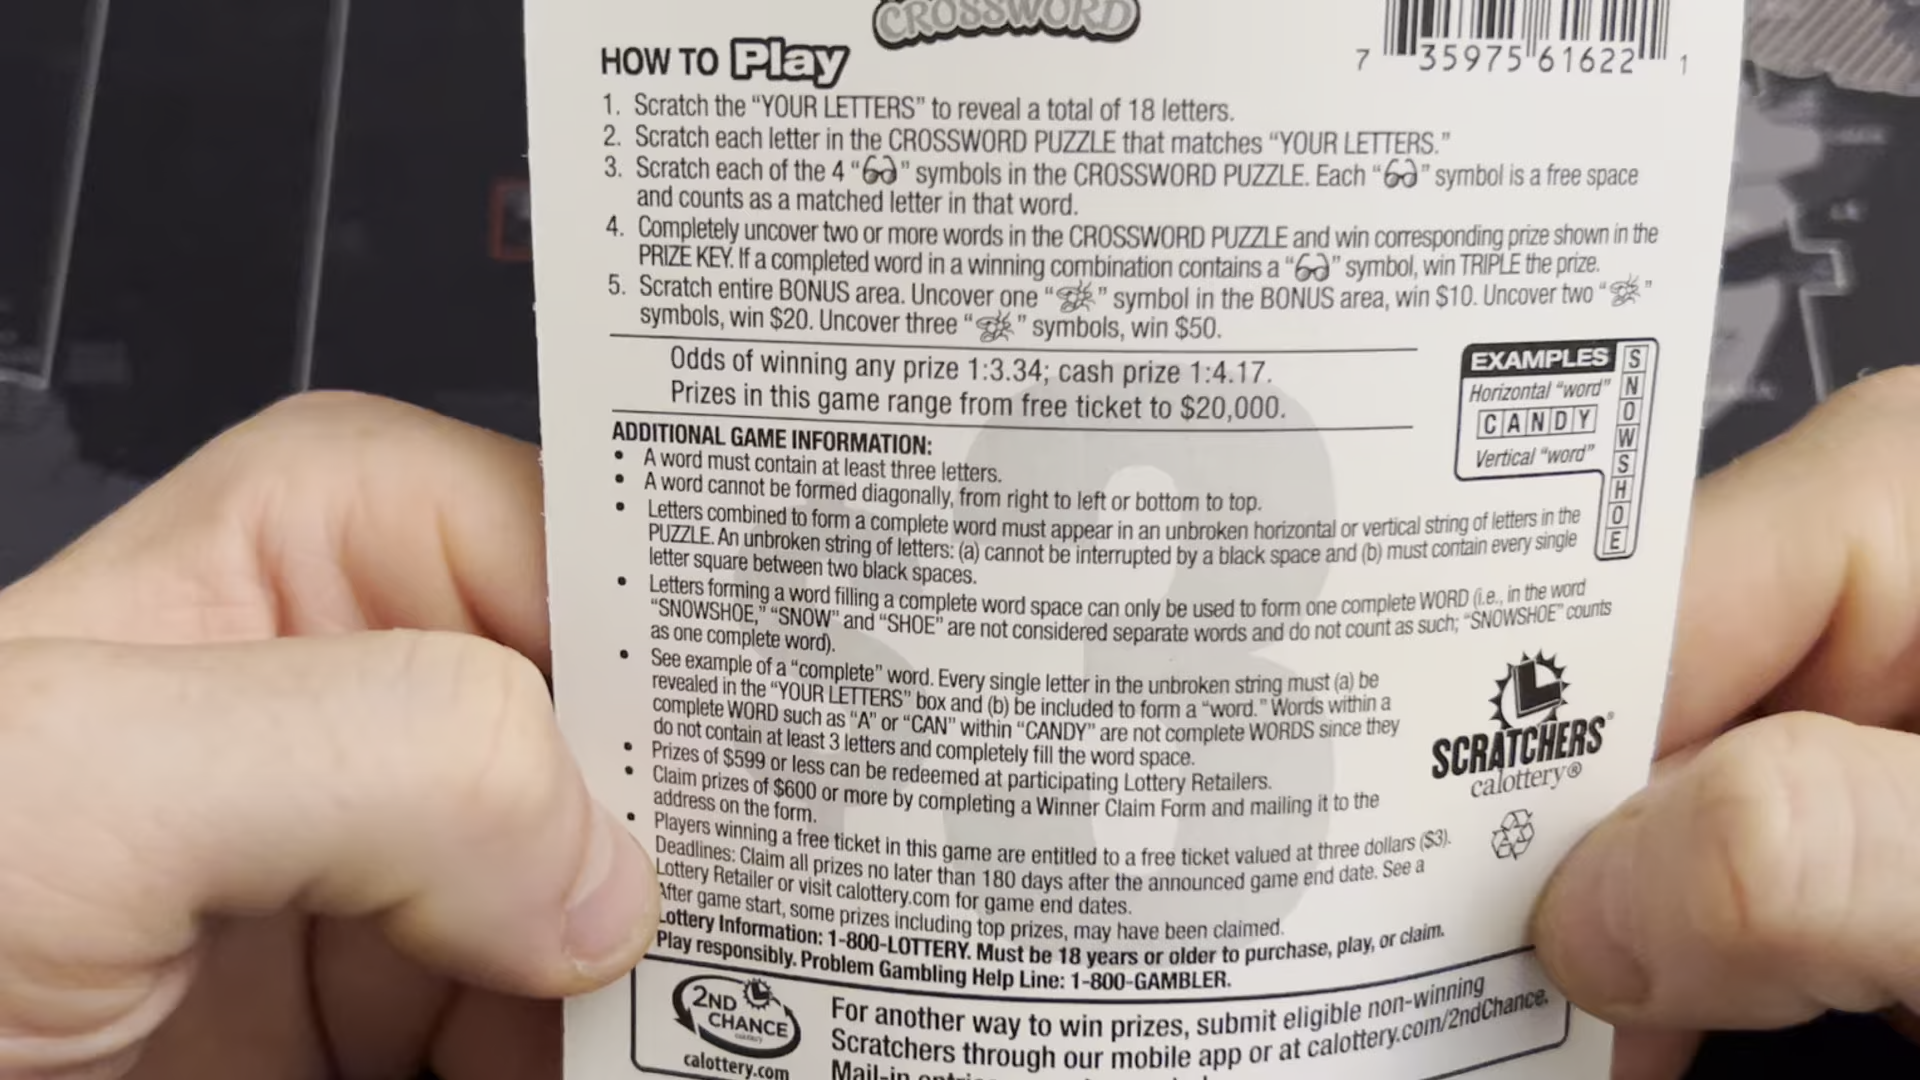 CROSSWORD
7 35975 61622 1
HOW TO Play
1. Scratch the “YOUR LETTERS” to reveal a total of 18 letters.
2. Scratch each letter in the CROSSWORD PUZZLE that matches “YOUR LETTERS.”
3. Scratch each of the 4 “ ” symbols in the CROSSWORD PUZZLE. Each “ ” symbol is a free space
and counts as a matched letter in that word.
4. Completely uncover two or more words in the CROSSWORD PUZZLE and win corresponding prize shown in the
PRIZE KEY. If a completed word in a winning combination contains a “ ” symbol, win TRIPLE the prize.
5. Scratch entire BONUS area. Uncover one “ ” symbol in the BONUS area, win $10. Uncover two “ ”
symbols, win $20. Uncover three “ ” symbols, win $50.
Odds of winning any prize 1:3.34; cash prize 1:4.17.
Prizes in this game range from free ticket to $20,000.
EXAMPLES
Horizontal “word”
CANDY
Vertical “word”
SNOWSHOE
$3
ADDITIONAL GAME INFORMATION:
• A word must contain at least three letters.
• A word cannot be formed diagonally, from right to left or bottom to top.
• Letters combined to form a complete word must appear in an unbroken horizontal or vertical string of letters in the
PUZZLE. An unbroken string of letters: (a) cannot be interrupted by a black space and (b) must contain every single
letter square between two black spaces.
• Letters forming a word filling a complete word space can only be used to form one complete WORD (i.e., in the word
“SNOWSHOE,” “SNOW” and “SHOE” are not considered separate words and do not count as such; “SNOWSHOE” counts
as one complete word).
• See example of a “complete” word. Every single letter in the unbroken string must (a) be
revealed in the “YOUR LETTERS” box and (b) be included to form a “word.” Words within a
complete WORD such as “A” or “CAN” within “CANDY” are not complete WORDS since they
do not contain at least 3 letters and completely fill the word space.
• Prizes of $599 or less can be redeemed at participating Lottery Retailers.
• Claim prizes of $600 or more by completing a Winner Claim Form and mailing it to the
address on the form.
• Players winning a free ticket in this game are entitled to a free ticket valued at three dollars ($3).
Deadlines: Claim all prizes no later than 180 days after the announced game end date. See a
Lottery Retailer or visit calottery.com for game end dates.
After game start, some prizes including top prizes, may have been claimed.
Lottery Information: 1-800-LOTTERY. Must be 18 years or older to purchase, play, or claim.
Play responsibly. Problem Gambling Help Line: 1-800-GAMBLER.
SCRATCHERS®
calottery®
2ND
CHANCE
calottery.com
For another way to win prizes, submit eligible non-winning
Scratchers through our mobile app or at calottery.com/2ndChance.
Mail-in